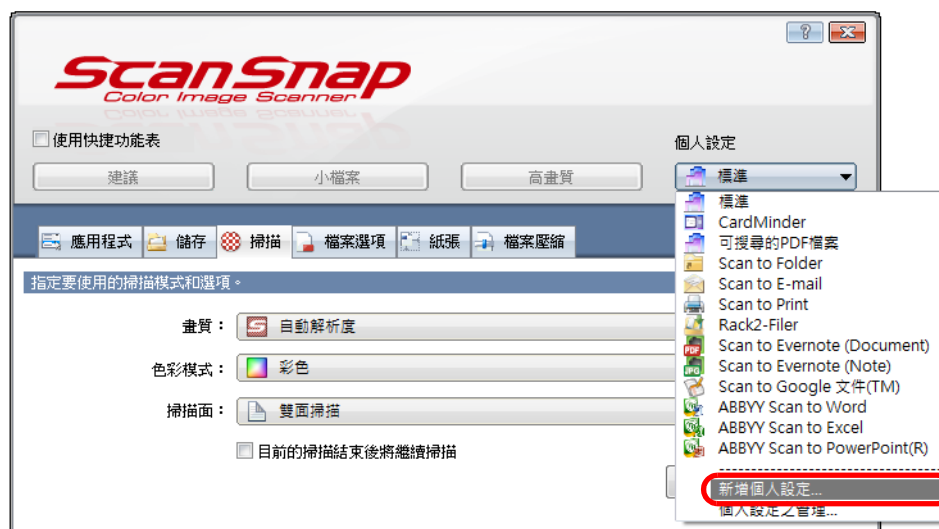 ScanSnap
Color Image Scanner
使用快捷功能表
個人設定
建議
小檔案
高畫質
標準
應用程式
儲存
掃描
檔案選項
紙張
檔案壓縮
指定要使用的掃描模式和選項。
畫質：
自動解析度
色彩模式：
彩色
掃描面：
雙面掃描
目前的掃描結束後將繼續掃描
標準
CardMinder
可搜尋的PDF檔案
Scan to Folder
Scan to E-mail
Scan to Print
Rack2-Filer
Scan to Evernote (Document)
Scan to Evernote (Note)
Scan to Google 文件(TM)
ABBYY Scan to Word
ABBYY Scan to Excel
ABBYY Scan to PowerPoint(R)
新增個人設定...
個人設定之管理...